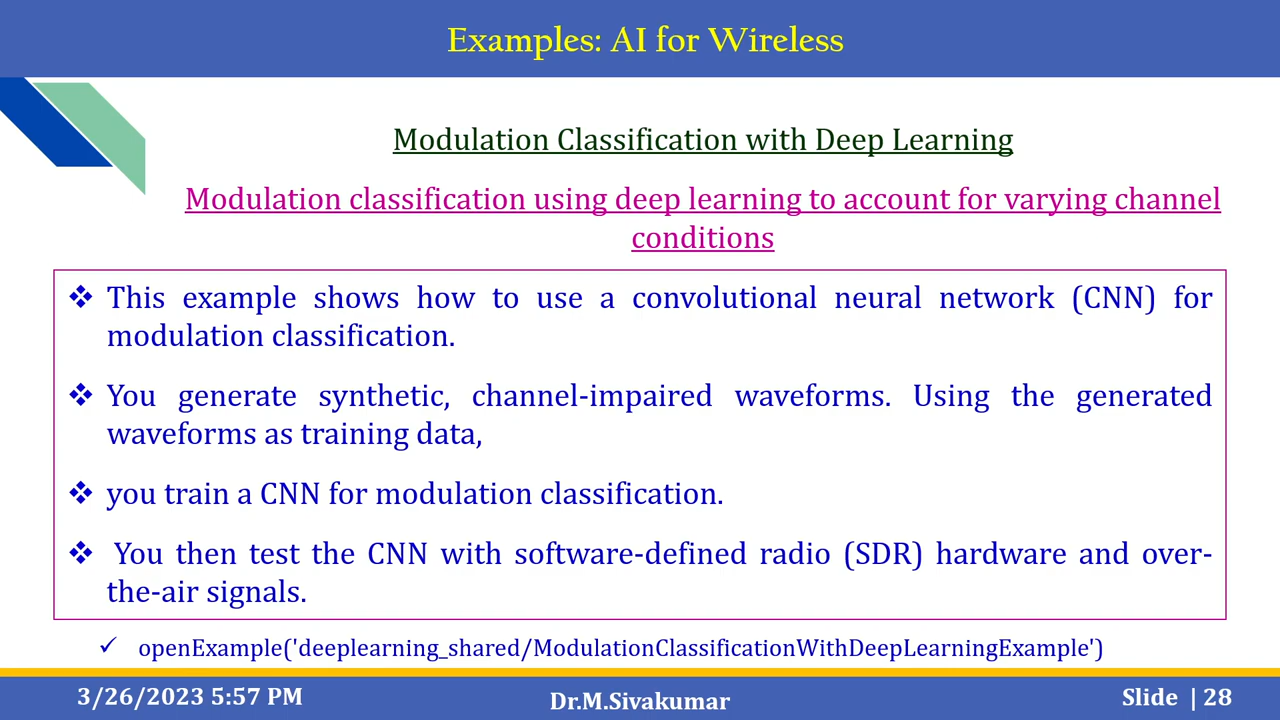 Examples: AI for Wireless
Modulation Classification with Deep Learning
Modulation classification using deep learning to account for varying channel
conditions
❖ This example shows how to use a convolutional neural network (CNN) for
modulation classification.
❖ You generate synthetic, channel-impaired waveforms. Using the generated
waveforms as training data,
❖ you train a CNN for modulation classification.
❖ You then test the CNN with software-defined radio (SDR) hardware and over-
the-air signals.
✓ openExample('deeplearning_shared/ModulationClassificationWithDeepLearningExample')
3/26/2023 5:57 PM
Dr.M.Sivakumar
Slide | 28